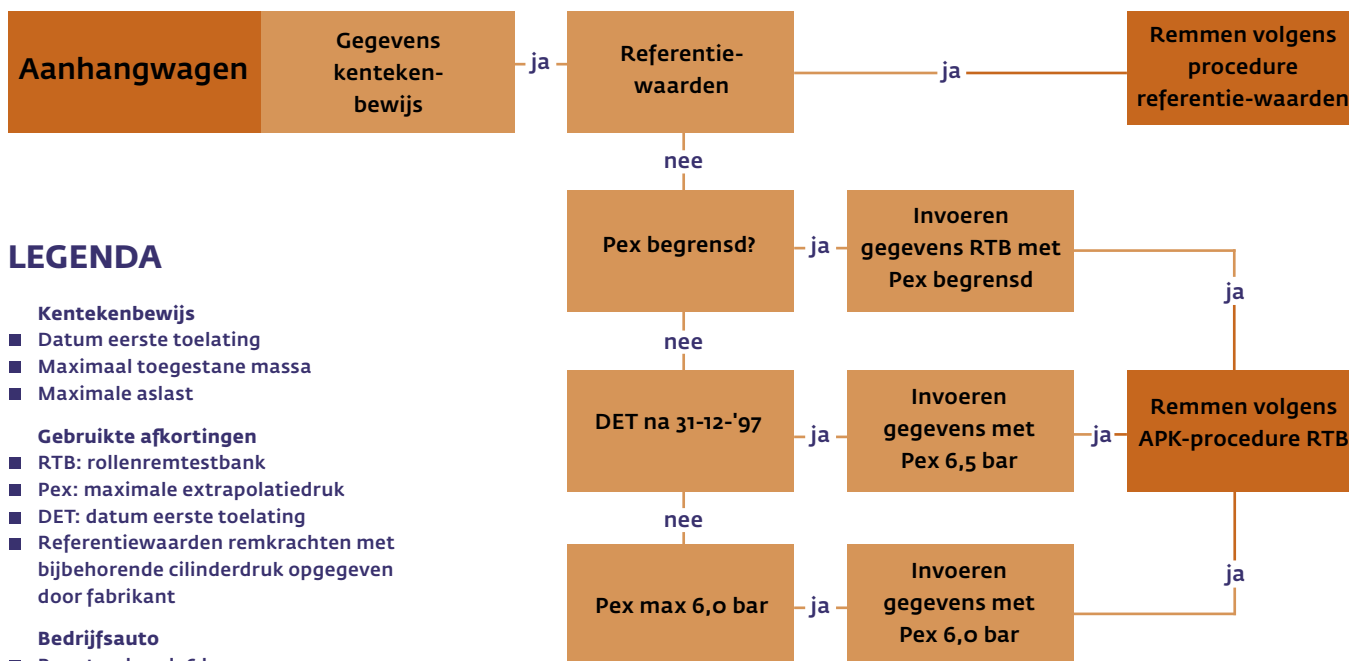 Aanhangwagen
Gegevens
kenteken-
bewijs
ja
Referentie-
waarden
ja
Remmen volgens
procedure
referentie-waarden
nee
Pex begrensd?
ja
Invoeren
gegevens RTB met
Pex begrensd
ja
nee
DET na 31-12-'97
ja
Invoeren
gegevens met
Pex 6,5 bar
ja
Remmen volgens
APK-procedure RTB
nee
Pex max 6,0 bar
ja
Invoeren
gegevens met
Pex 6,0 bar
ja
LEGENDA
Kentekenbewijs
Datum eerste toelating
Maximaal toegestane massa
Maximale aslast
Gebruikte afkortingen
RTB: rollenremtestbank
Pex: maximale extrapolatiedruk
DET: datum eerste toelating
Referentiewaarden remkrachten met
bijbehorende cilinderdruk opgegeven
door fabrikant
Bedrijfsauto